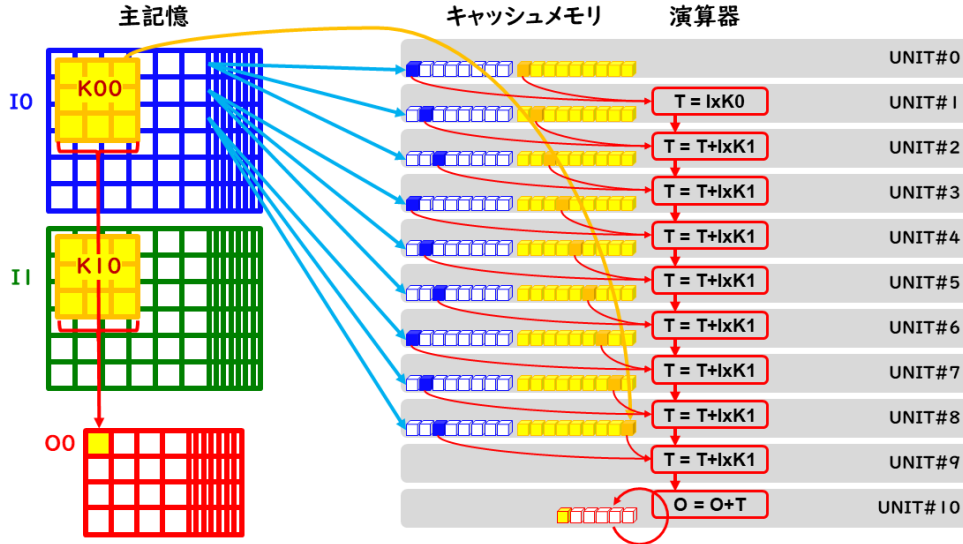 主記憶
キャッシュメモリ
演算器
I0
K00
I1
K10
O0
UNIT#0
T = IxK0
UNIT#1
T = T+IxK1
UNIT#2
T = T+IxK1
UNIT#3
T = T+IxK1
UNIT#4
T = T+IxK1
UNIT#5
T = T+IxK1
UNIT#6
T = T+IxK1
UNIT#7
T = T+IxK1
UNIT#8
T = T+IxK1
UNIT#9
O = O+T
UNIT#10